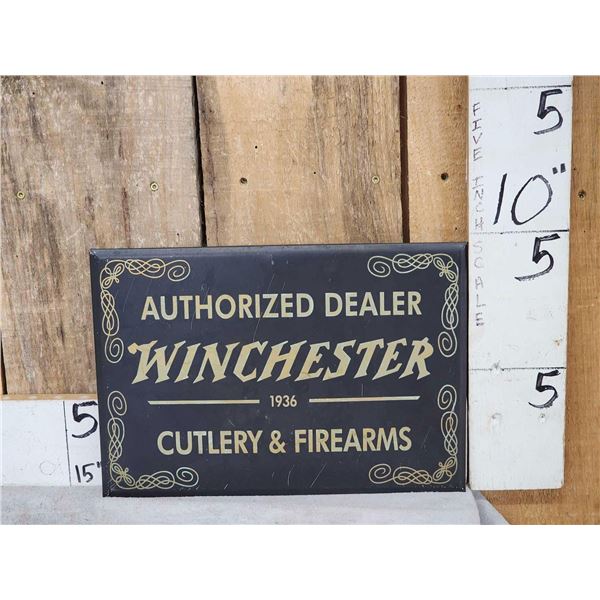 AUTHORIZED DEALER
WINCHESTER
1936
CUTLERY & FIREARMS
FIVE INCH SCALE
5
10"
5
5
5
15"